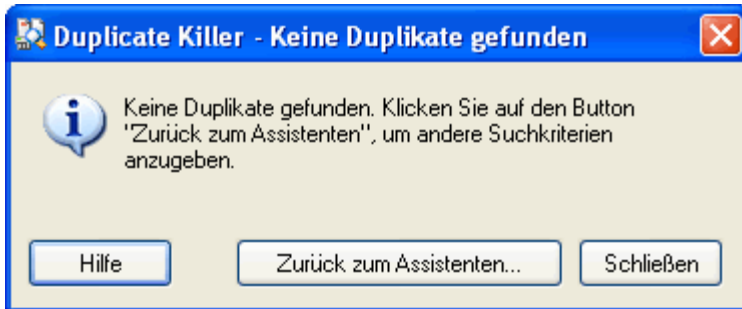 Duplicate Killer - Keine Duplikate gefunden
Keine Duplikate gefunden. Klicken Sie auf den Button
"Zurück zum Assistenten", um andere Suchkriterien
anzugeben.
Hilfe
Zurück zum Assistenten...
Schließen